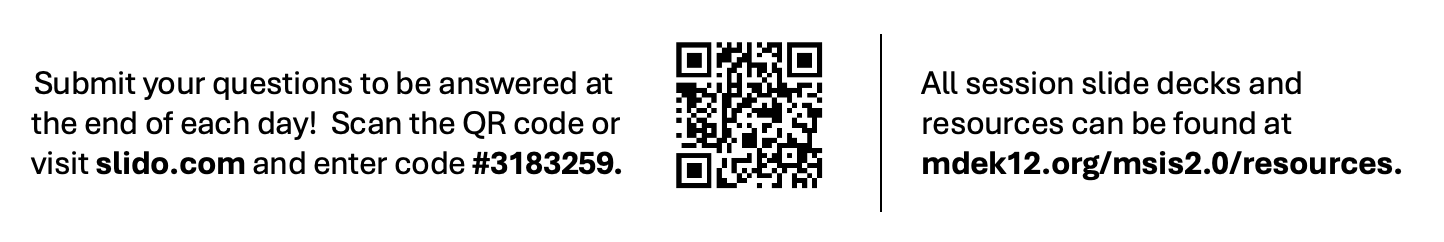 Submit your questions to be answered at
the end of each day!  Scan the QR code or
visit slido.com and enter code #3183259.
All session slide decks and
resources can be found at
mdek12.org/msis2.0/resources.